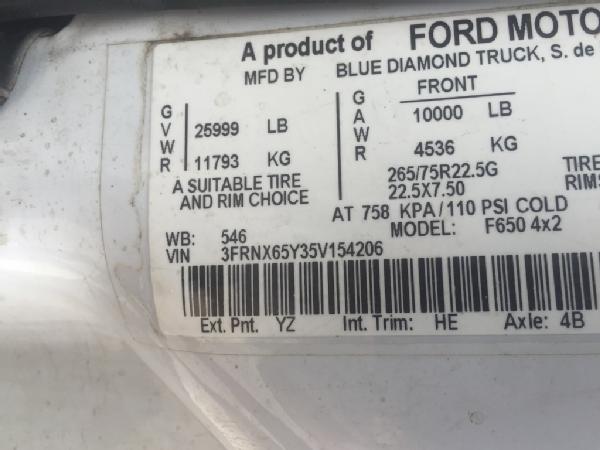 A product of FORD MOTO
MFD BY BLUE DIAMOND TRUCK, S. de
GVWR 25999 LB
11793 KG
GAWR FRONT
10000 LB
4536 KG
A SUITABLE TIRE
AND RIM CHOICE
265/75R22.5G TIRE
22.5X7.50 RIMS
AT 758 KPA/110 PSI COLD
MODEL: F650 4x2
WB: 546
VIN 3FRNX65Y35V154206
Ext. Pnt. YZ Int. Trim: HE Axle: 4B